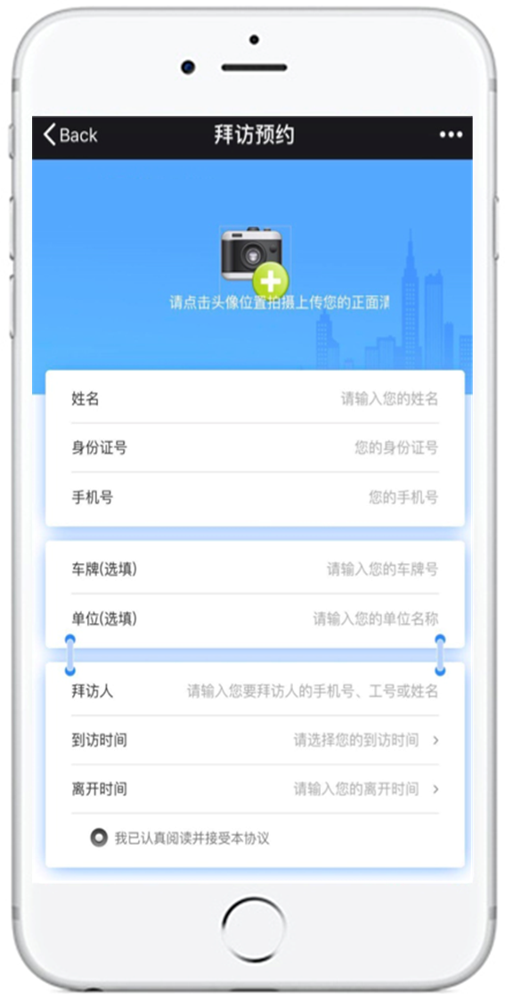 Back 拜访预约
请点击头像位置拍摄上传您的正面
姓名 请输入您的姓名
身份证号 您的身份证号
手机号 您的手机号
车牌(选填) 请输入您的车牌号
单位(选填) 请输入您的单位名称
拜访人 请输入您要拜访人的手机号、工号或姓名
到访时间 请选择您的到访时间
离开时间 请输入您的离开时间
我已认真阅读并接受本协议